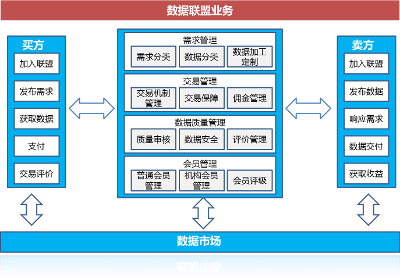 数据联盟业务
买方
加入联盟
发布需求
获取数据
支付
交易评价
需求管理
需求分类
数据分类
数据加工
定制
交易管理
交易机制
管理
交易保障
佣金管理
数据质量管理
质量审核
数据安全
评价管理
会员管理
普通会员
管理
机构会员
管理
会员评级
卖方
加入联盟
发布数据
响应需求
数据交付
获取收益
数据市场